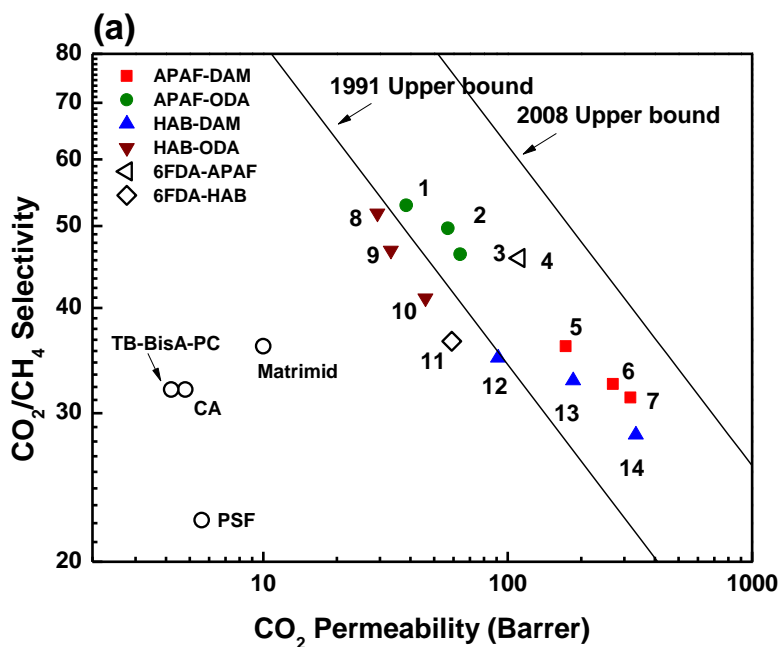 (a)
80
70
60
50
40
30
20
10
100
1000
CO2/CH4 Selectivity
CO2 Permeability (Barrer)
APAF-DAM
APAF-ODA
HAB-DAM
HAB-ODA
6FDA-APAF
6FDA-HAB
1991 Upper bound
2008 Upper bound
1
2
3
4
5
6
7
8
9
10
11
12
13
14
TB-BisA-PC
CA
Matrimid
PSF